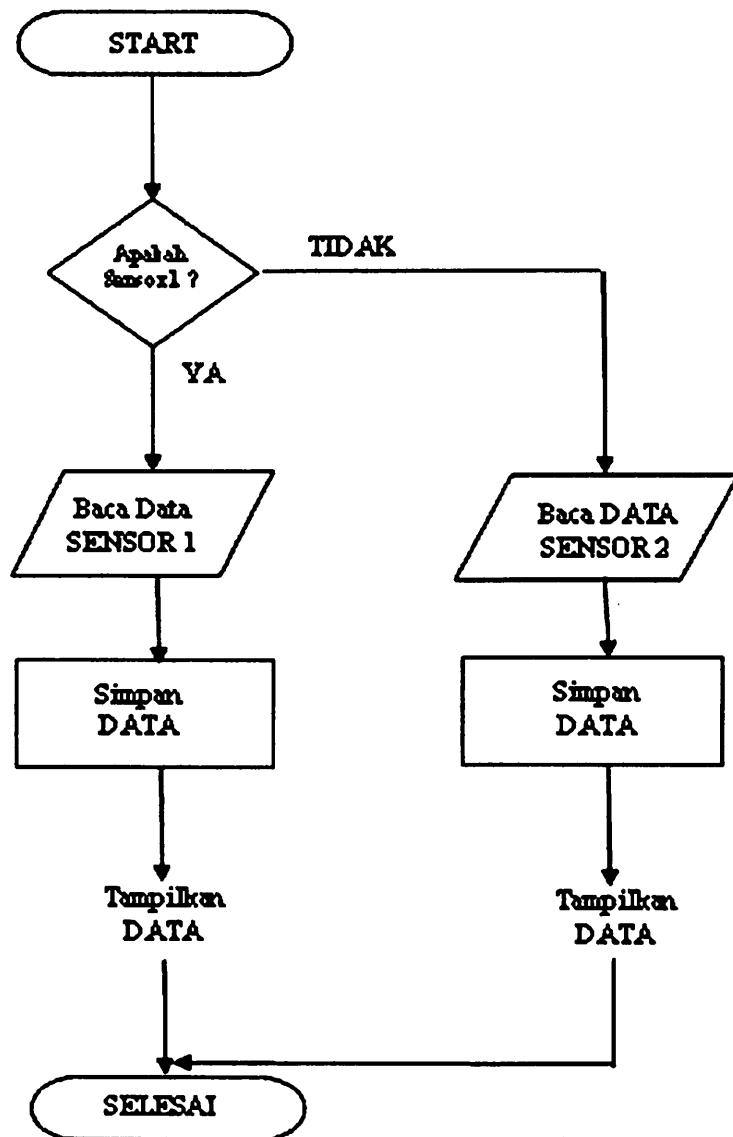 START
Apakah
Sensor1 ?
TIDAK
YA
Baca Data
SENSOR 1
Baca DATA
SENSOR 2
Simpan
DATA
Simpan
DATA
Tampilkan
DATA
Tampilkan
DATA
SELESAI